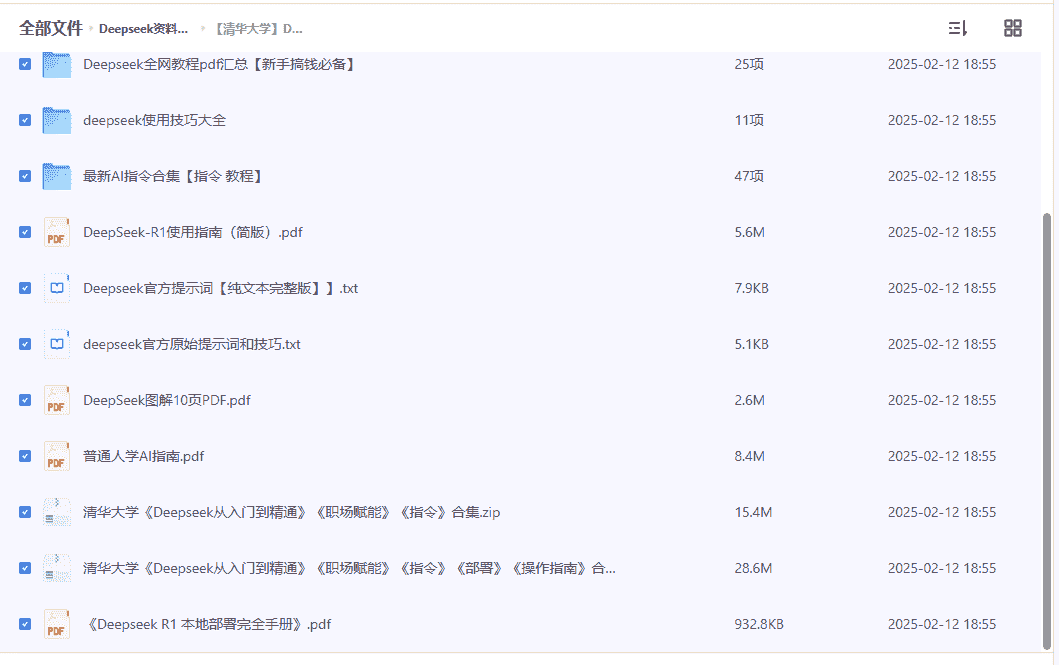 全部文件 Deepseek资料... 【清华大学】D...
Deepseek全网教程pdf汇总【新手搞钱必备】 25项 2025-02-12 18:55
deepseek使用技巧大全 11项 2025-02-12 18:55
最新AI指令合集【指令 教程】 47项 2025-02-12 18:55
PDF DeepSeek-R1使用指南（简版）.pdf 5.6M 2025-02-12 18:55
Deepseek官方提示词【纯文本完整版】】.txt 7.9KB 2025-02-12 18:55
deepseek官方原始提示词和技巧.txt 5.1KB 2025-02-12 18:55
PDF DeepSeek图解10页PDF.pdf 2.6M 2025-02-12 18:55
PDF 普通人学AI指南.pdf 8.4M 2025-02-12 18:55
清华大学《Deepseek从入门到精通》《职场赋能》《指令》合集.zip 15.4M 2025-02-12 18:55
清华大学《Deepseek从入门到精通》《职场赋能》《指令》《部署》《操作指南》合... 28.6M 2025-02-12 18:55
PDF 《Deepseek R1 本地部署完全手册》.pdf 932.8KB 2025-02-12 18:55